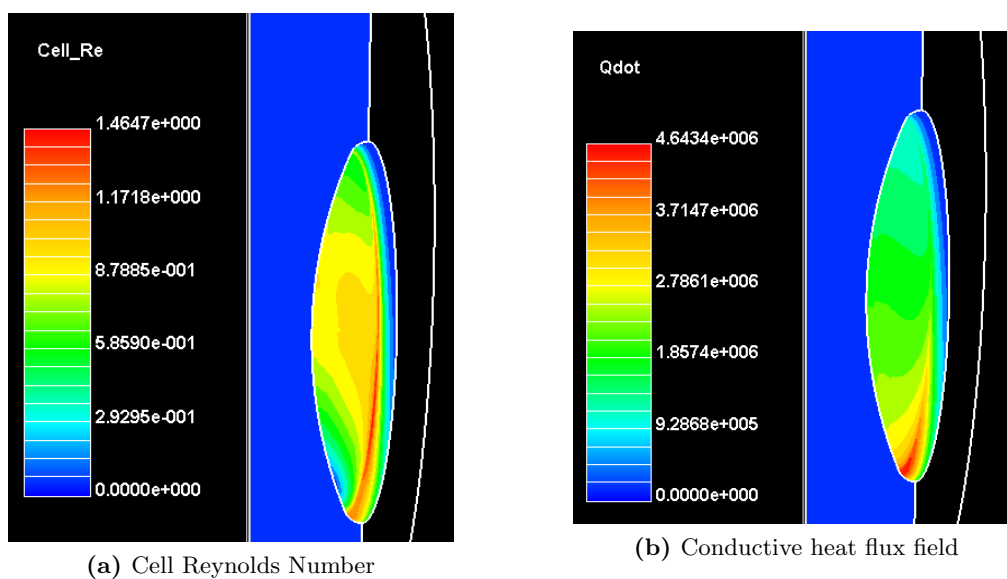 Cell_Re
1.4647e+000
1.1718e+000
8.7885e-001
5.8590e-001
2.9295e-001
0.0000e+000
(a) Cell Reynolds Number
Qdot
4.6434e+006
3.7147e+006
2.7861e+006
1.8574e+006
9.2868e+005
0.0000e+000
(b) Conductive heat flux field